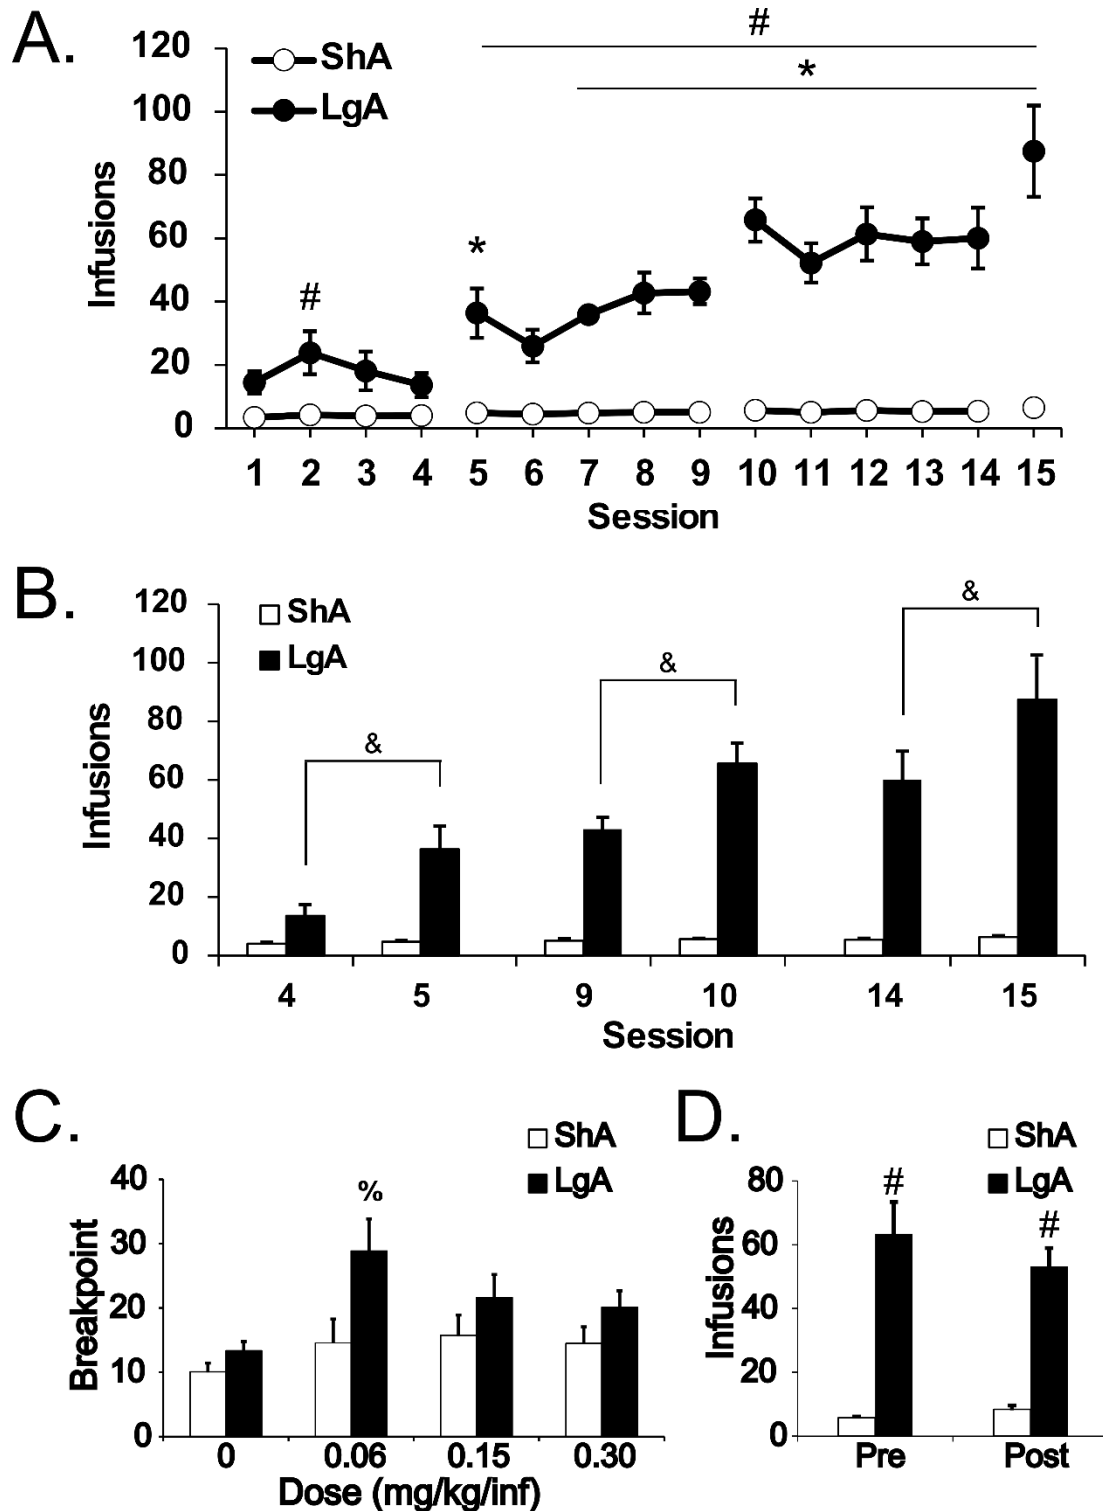 A.
#
*
120
100
80
60
40
20
0
ShA
LgA
Infusions
#
*
1 2 3 4 5 6 7 8 9 10 11 12 13 14 15
Session
B.
120
100
80
60
40
20
0
ShA
LgA
Infusions
&
&
&
4 5 9 10 14 15
Session
C.
ShA
LgA
40
30
20
10
0
Breakpoint
%
0 0.06 0.15 0.30
Dose (mg/kg/inf)
D.
ShA
LgA
80
60
40
20
0
Infusions
#
#
Pre Post